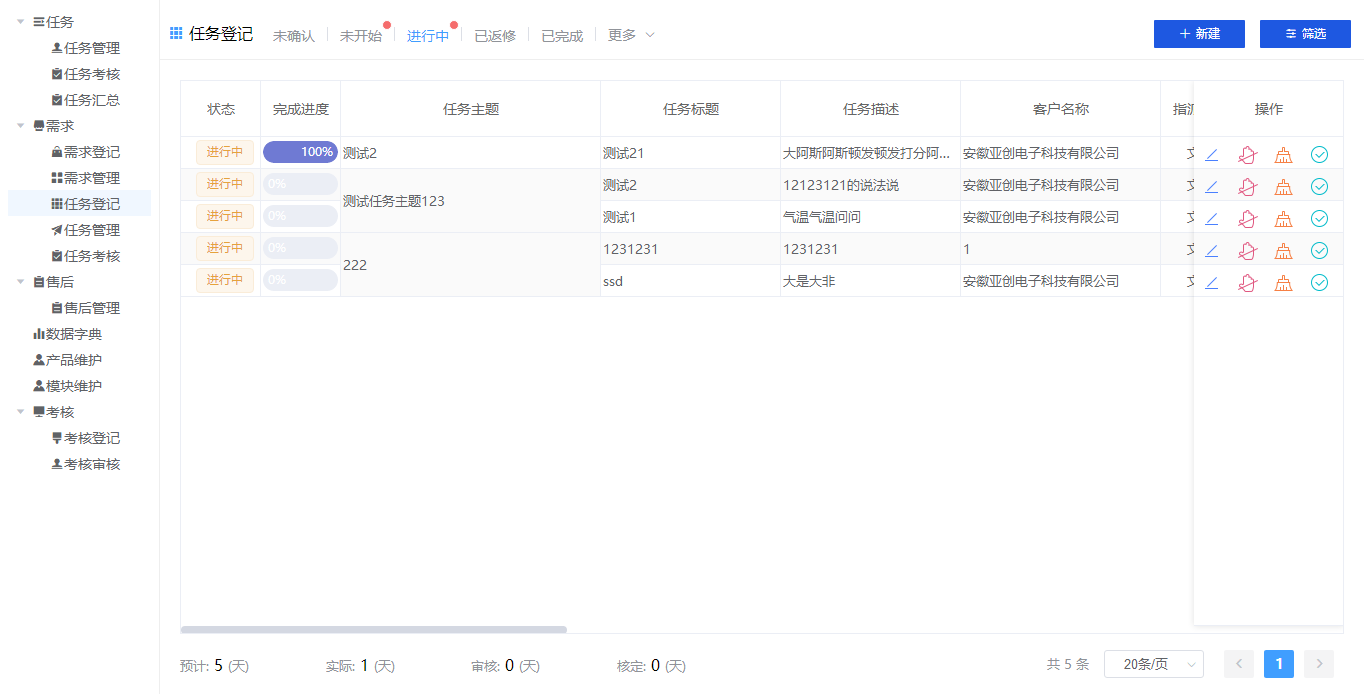 任务
任务管理
任务考核
任务汇总
需求
需求登记
需求管理
任务登记
任务管理
任务考核
售后
售后管理
数据字典
产品维护
模块维护
考核
考核登记
考核审核
任务登记 未确认 未开始 进行中 已返修 已完成 更多
新建 筛选
状态 完成进度 任务主题 任务标题 任务描述 客户名称 操作
进行中 100% 测试2 测试21 大阿斯阿斯顿发顿发打分阿... 安徽亚创电子科技有限公司
进行中 0% 测试任务主题123 测试2 12123121的说法说 安徽亚创电子科技有限公司
进行中 0% 测试1 气温气温问问 安徽亚创电子科技有限公司
进行中 0% 222 1231231 1231231 1
进行中 0% ssd 大是大非 安徽亚创电子科技有限公司
预计: 5 (天) 实际: 1 (天) 审核: 0 (天) 核定: 0 (天)
共 5 条 20条/页 1